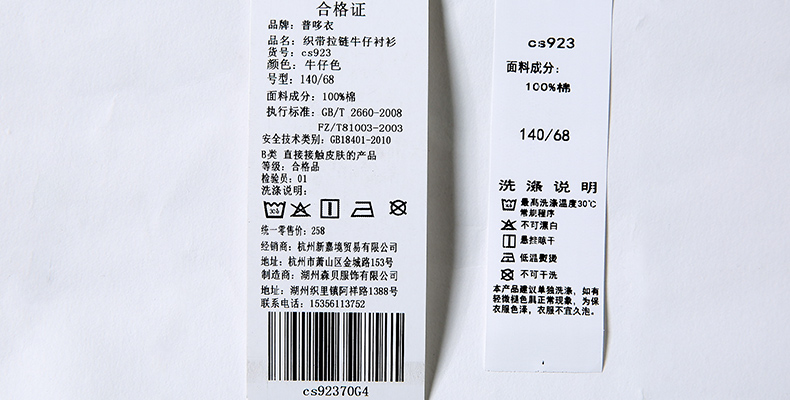 合格证
品牌：普哆衣
品名：织带拉链牛仔衬衫
货号：cs923
颜色：牛仔色
号型：140/68
面料成分：100%棉
执行标准：GB/T 2660-2008
FZ/T81003-2003
安全技术类别：GB18401-2010
B类 直接接触皮肤的产品
等级：合格品
检验员：01
洗涤说明：
统一零售价：258
经销商：杭州新嘉境贸易有限公司
地址：杭州市萧山区金城路153号
制造商：湖州森贝服饰有限公司
地址：湖州织里镇阿祥路1388号
联系电话：15356113752
cs92370G4
cs923
面料成分：
100%棉
140/68
洗涤说明
最高洗涤温度30℃
常规程序
不可漂白
悬挂晾干
低温熨烫
不可干洗
本产品建议单独洗涤，如有
轻微褪色属正常现象，为保
衣服色泽，衣服不宜久泡。